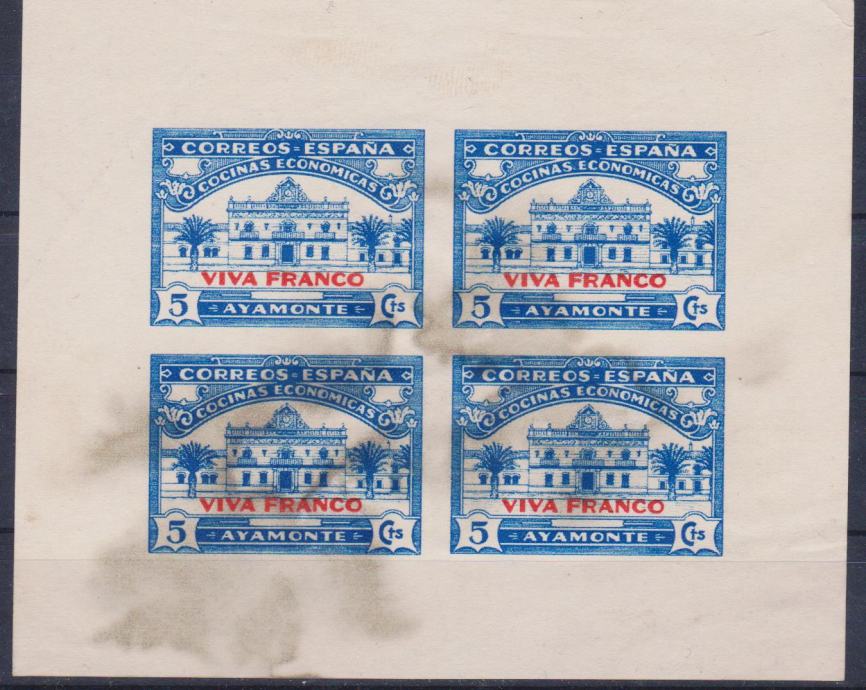 CORREOS=ESPAÑA
COCINAS ECONOMICAS
VIVA FRANCO
5 Cts
AYAMONTE
CORREOS=ESPAÑA
COCINAS ECONOMICAS
VIVA FRANCO
5 Cts
AYAMONTE
CORREOS=ESPAÑA
COCINAS ECONOMICAS
VIVA FRANCO
5 Cts
AYAMONTE
CORREOS=ESPAÑA
COCINAS ECONOMICAS
VIVA FRANCO
5 Cts
AYAMONTE